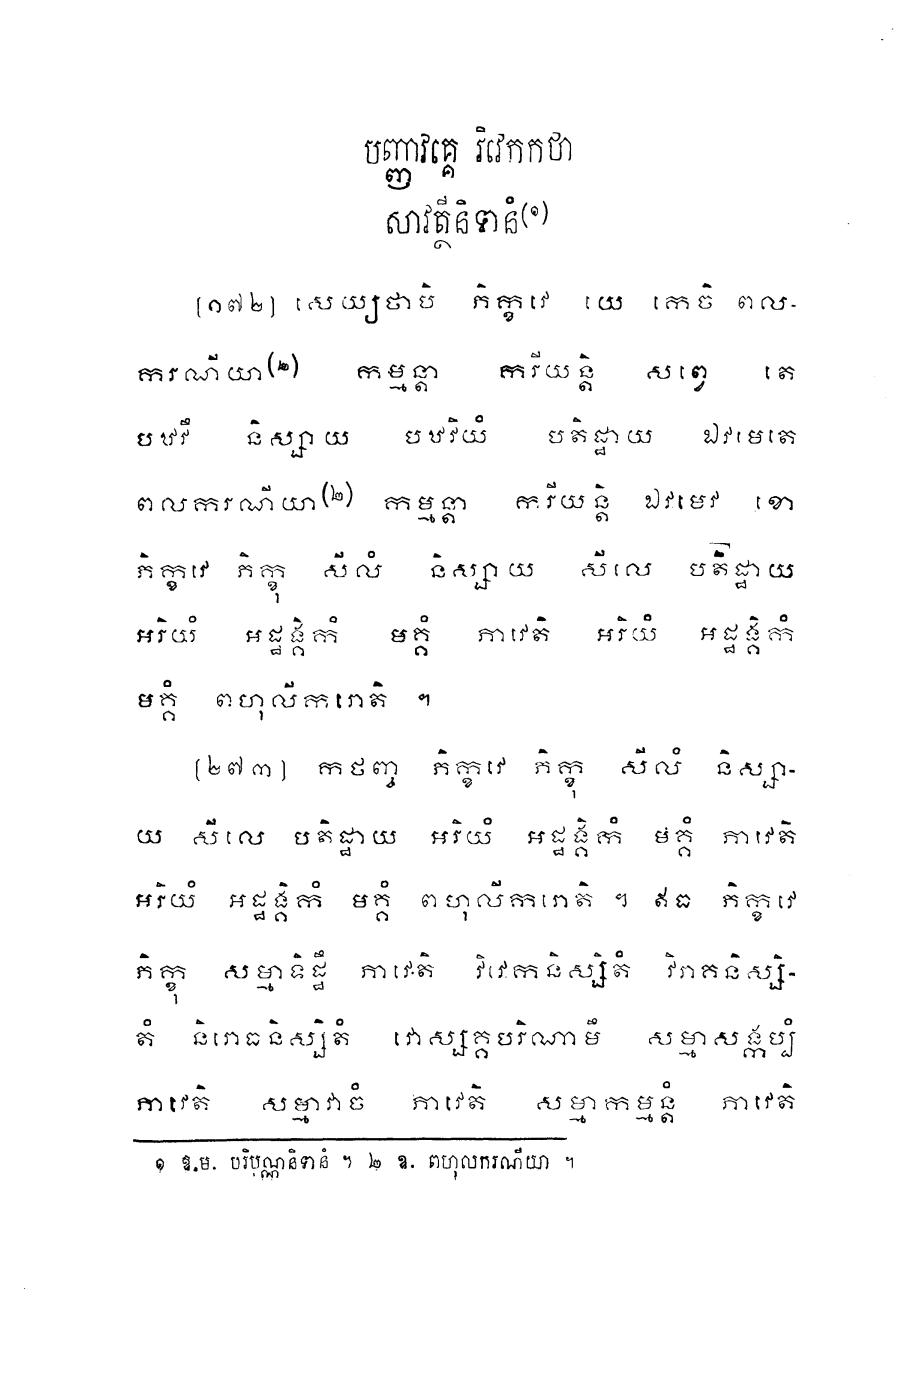 បញ្ញាវគ្គេ វិវេកកថា
សាវត្ថីនិទានំ(១)
[១៧២] សេយ្យថាបិ ភិក្ខវេ យេ កេចិ ពល-
ករណីយា(២) កម្មន្តា ករីយន្តិ សព្វេ តេ
បឋវឹ និស្សាយ បឋវិយំ បតិដ្ឋាយ ឯវមេតេ
ពលករណីយា(២) កម្មន្តា ករីយន្តិ ឯវមេវ ខោ
ភិក្ខវេ ភិក្ខុ សីលំ និស្សាយ សីលេ បតិដ្ឋាយ
អរិយំ អដ្ឋង្គិកំ មគ្គំ ភាវេតិ អរិយំ អដ្ឋង្គិកំ
មគ្គំ ពហុលីករោតិ ។
[២៧៣] កថញ្ច ភិក្ខវេ ភិក្ខុ សីលំ និស្សា-
យ សីលេ បតិដ្ឋាយ អរិយំ អដ្ឋង្គិកំ មគ្គំ ភាវេតិ
អរិយំ អដ្ឋង្គិកំ មគ្គំ ពហុលីករោតិ ។ ឥធ ភិក្ខវេ
ភិក្ខុ សម្មាទិដ្ឋឹ ភាវេតិ វិវេកនិស្សិតំ វិរាគនិស្សិ-
តំ និរោធនិស្សិតំ វោស្សគ្គបរិណាមឹ សម្មាសង្កប្បំ
ភាវេតិ សម្មាវាចំ ភាវេតិ សម្មាកម្មន្តំ ភាវេតិ
១ ឱ.ម. បរិបុណ្ណនិទានំ ។ ២ ឱ. ពហុលករណីយា ។